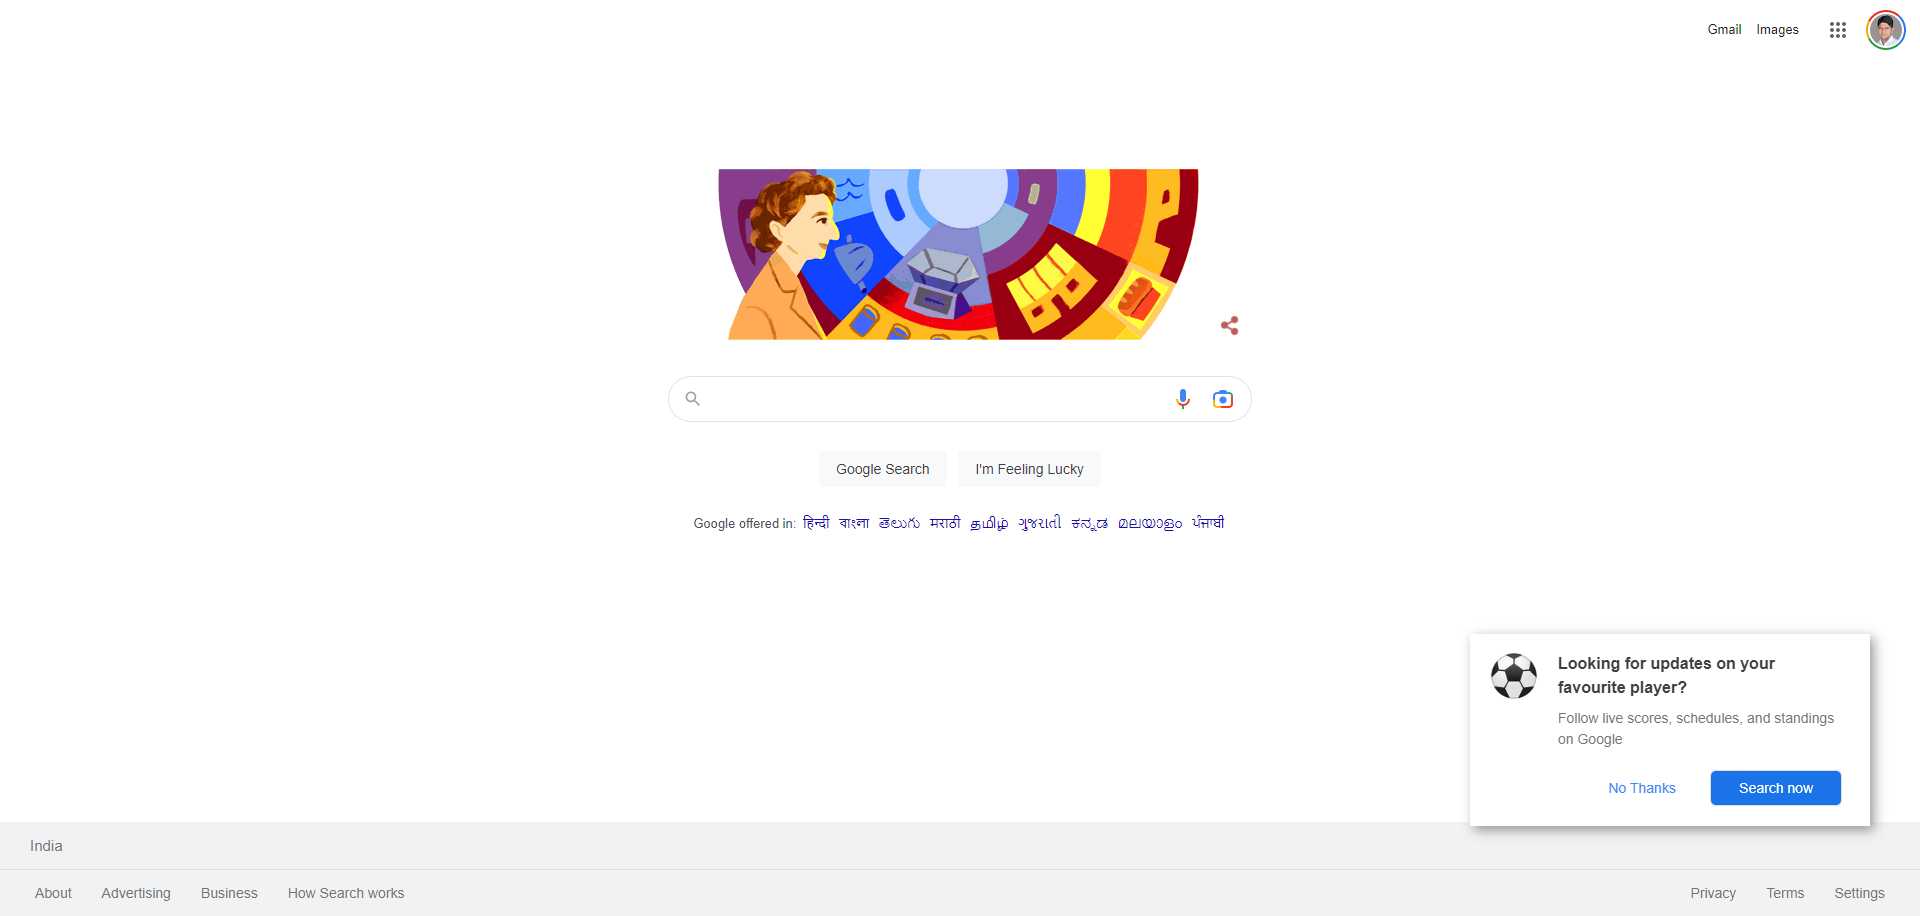 Gmail Images
Google Search I'm Feeling Lucky
Google offered in: हिन्दी বাংলা తెలుగు मराठी தமிழ் ગુજરાતી ಕನ್ನಡ മലയാളം ਪੰਜਾਬੀ
Looking for updates on your
favourite player?
Follow live scores, schedules, and standings
on Google
No Thanks Search now
India
About Advertising Business How Search works Privacy Terms Settings